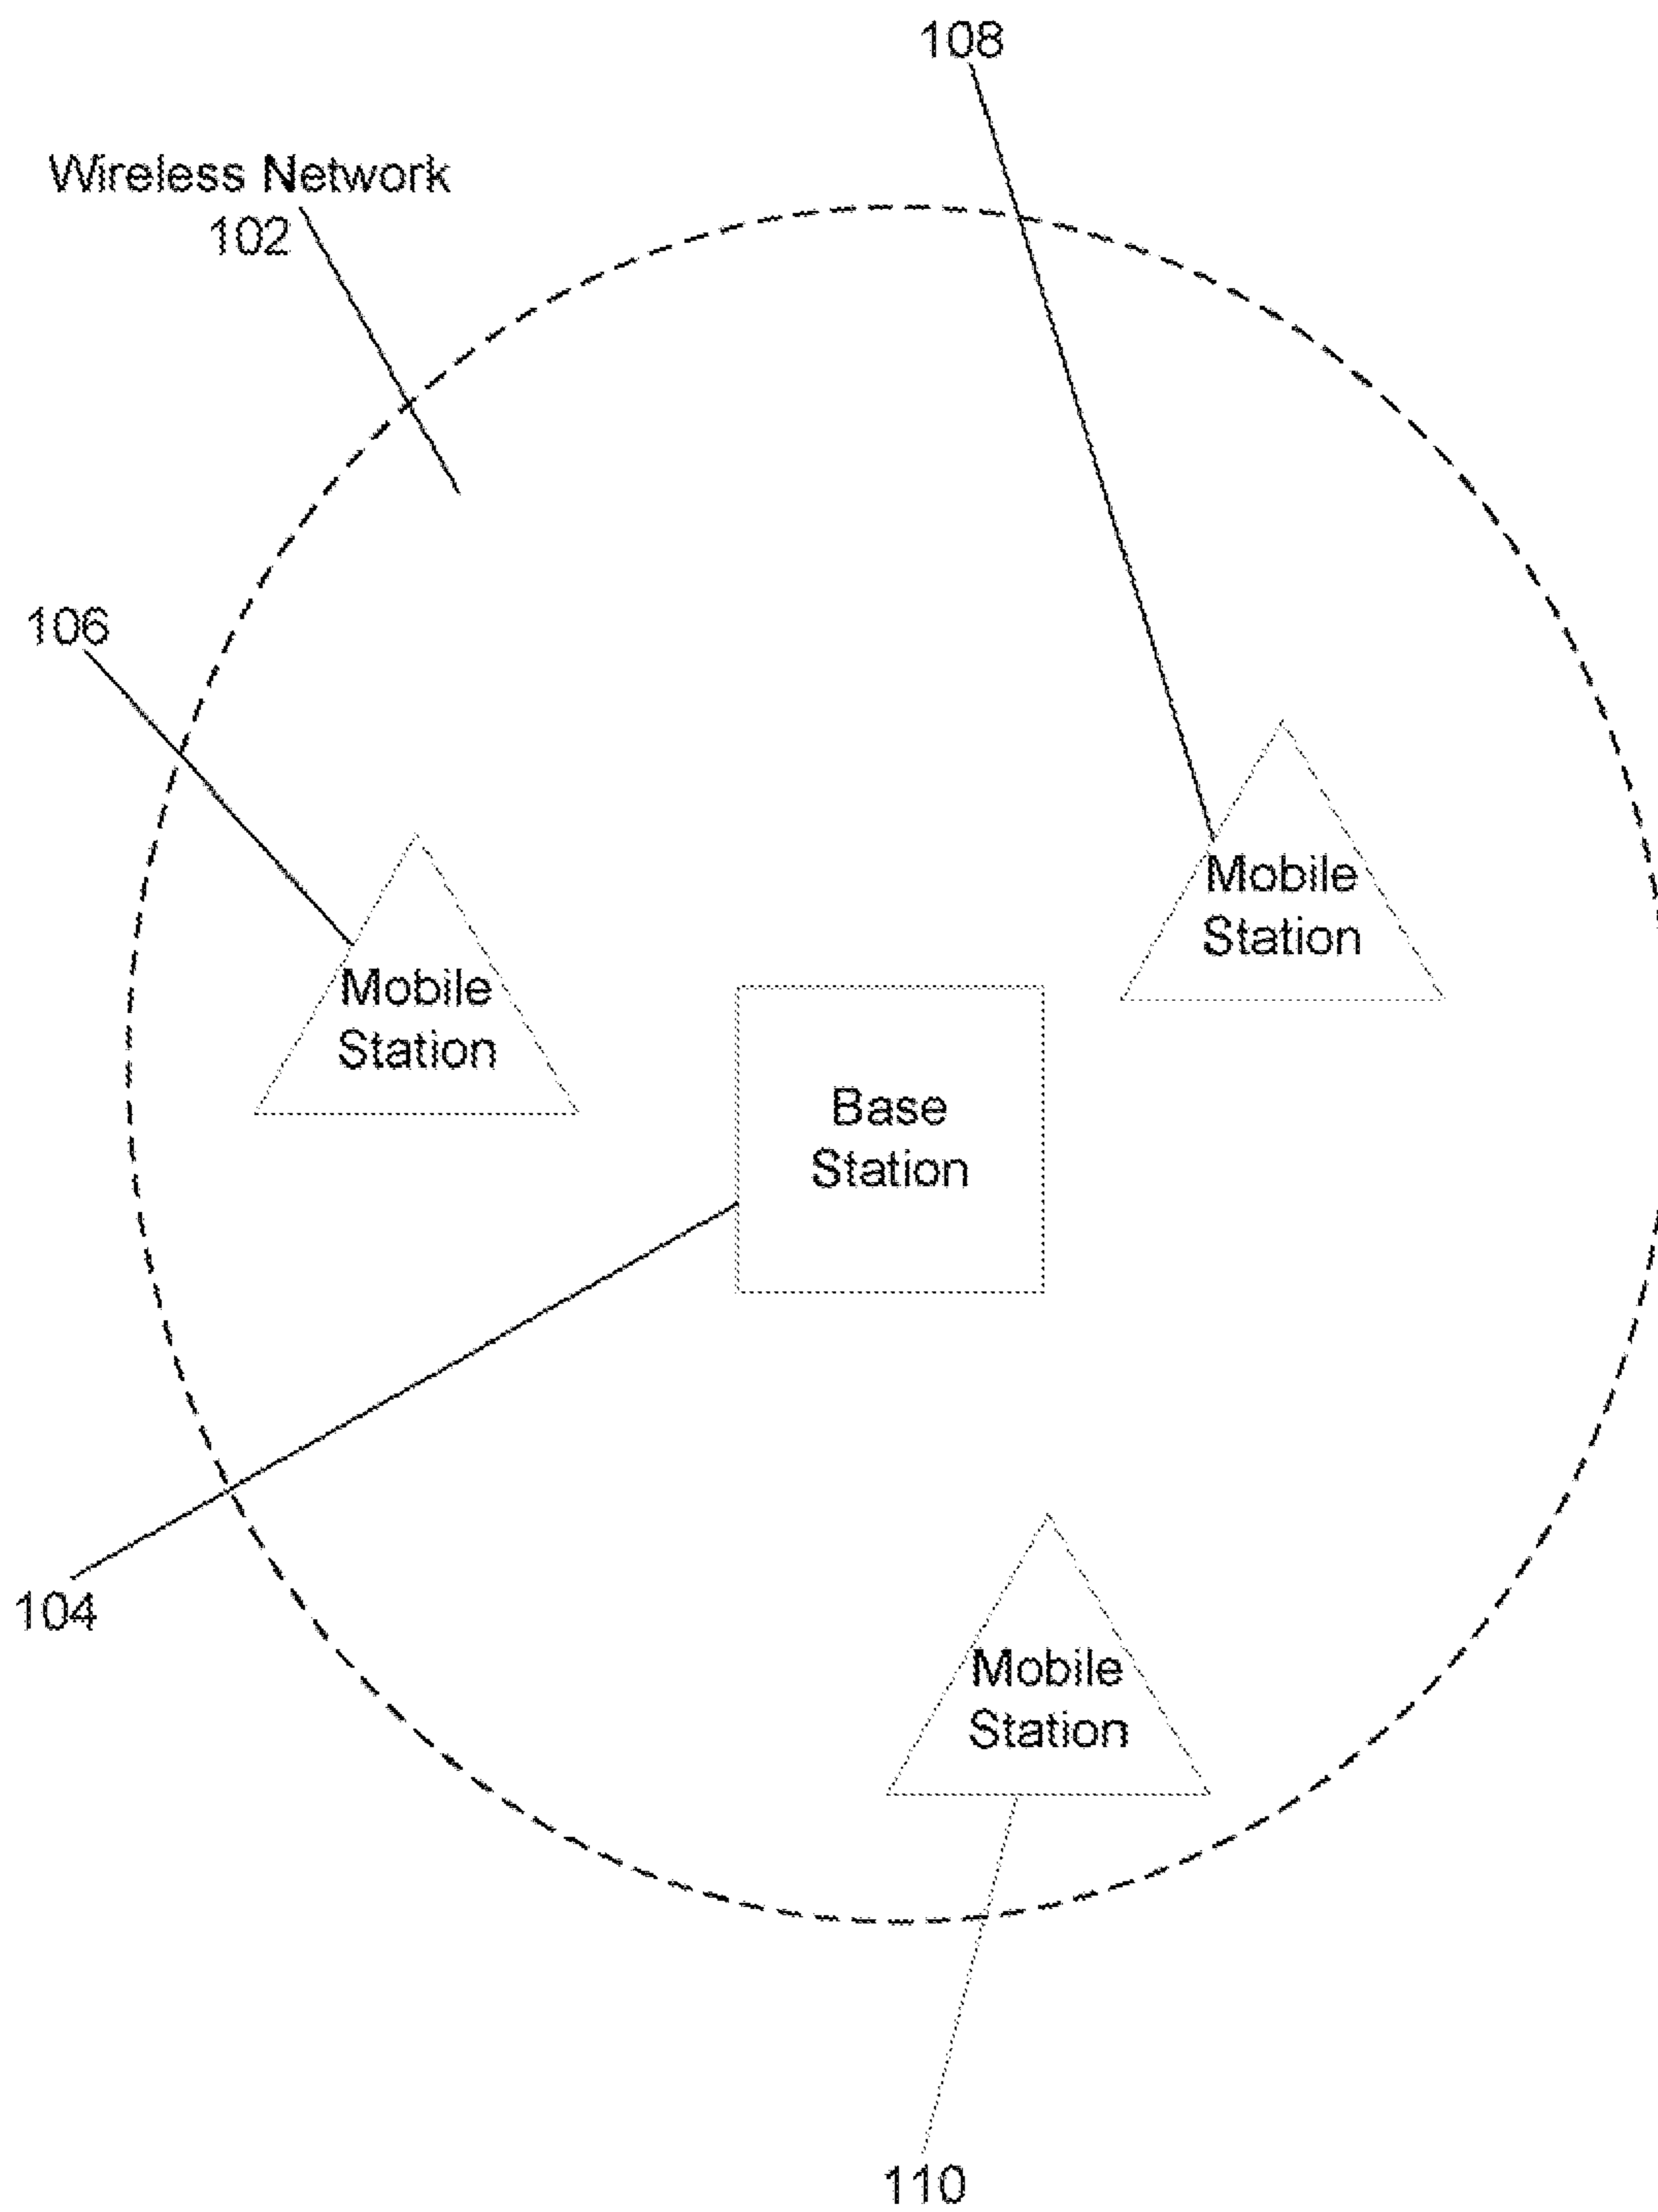 108
Wireless Network
102
106
Mobile
Station
Mobile
Station
Base
Station
104
Mobile
Station
110